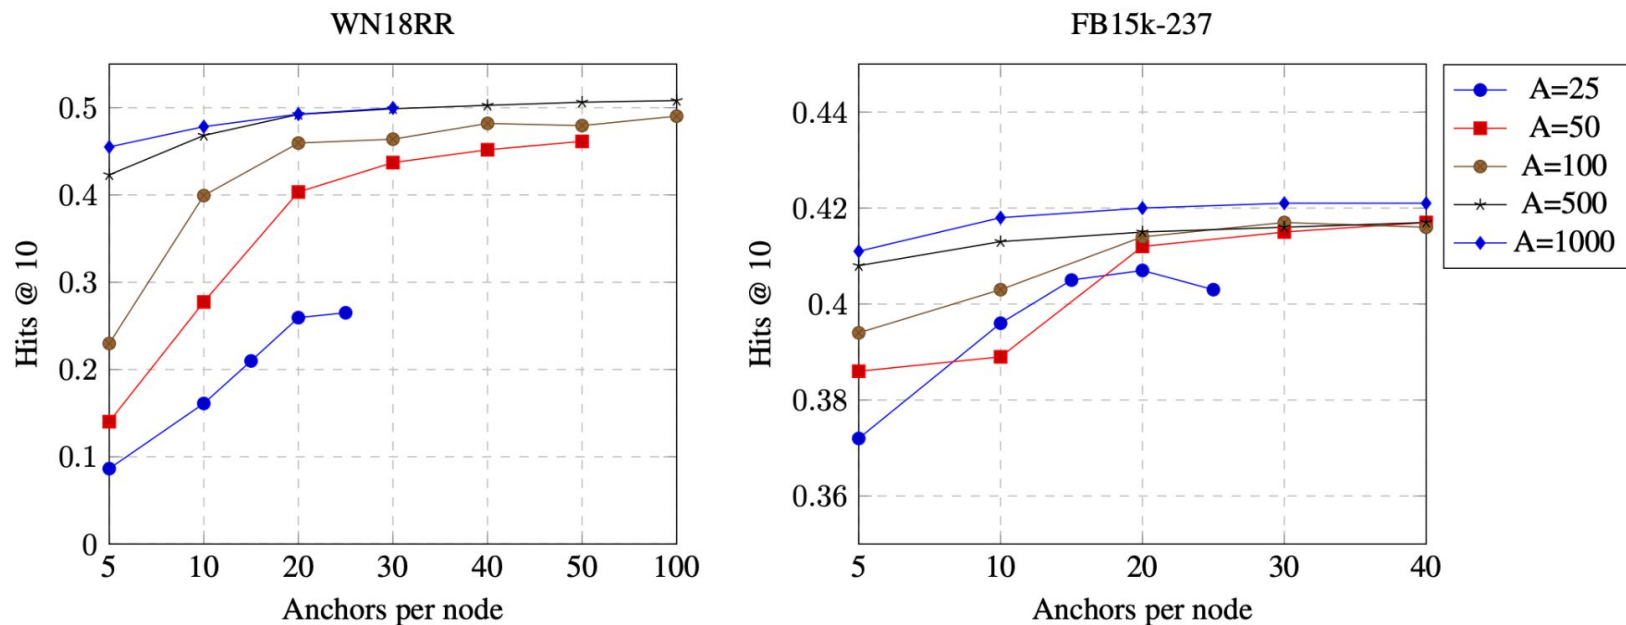 WN18RR
Hits @ 10
0.5
0.4
0.3
0.2
0.1
0
5 10 20 30 40 50 100
Anchors per node
FB15k-237
Hits @ 10
0.44
0.42
0.4
0.38
0.36
5 10 20 30 40
Anchors per node
A=25
A=50
A=100
A=500
A=1000